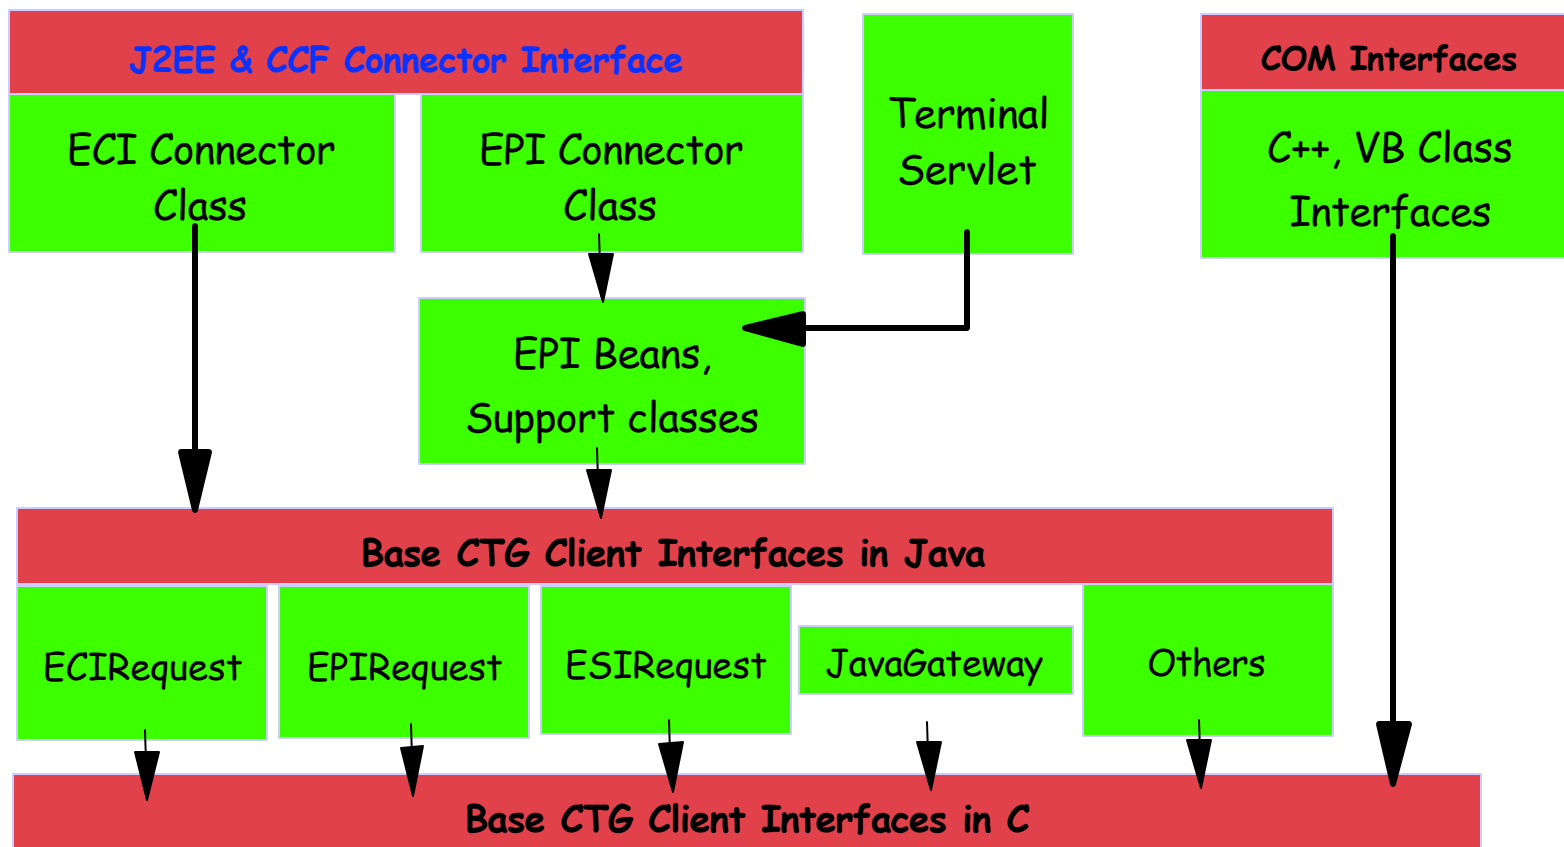 J2EE & CCF Connector Interface
ECI Connector
Class
EPI Connector
Class
Terminal
Servlet
COM Interfaces
C++, VB Class
Interfaces
EPI Beans,
Support classes
Base CTG Client Interfaces in Java
ECIRequest
EPIRequest
ESIRequest
JavaGateway
Others
Base CTG Client Interfaces in C